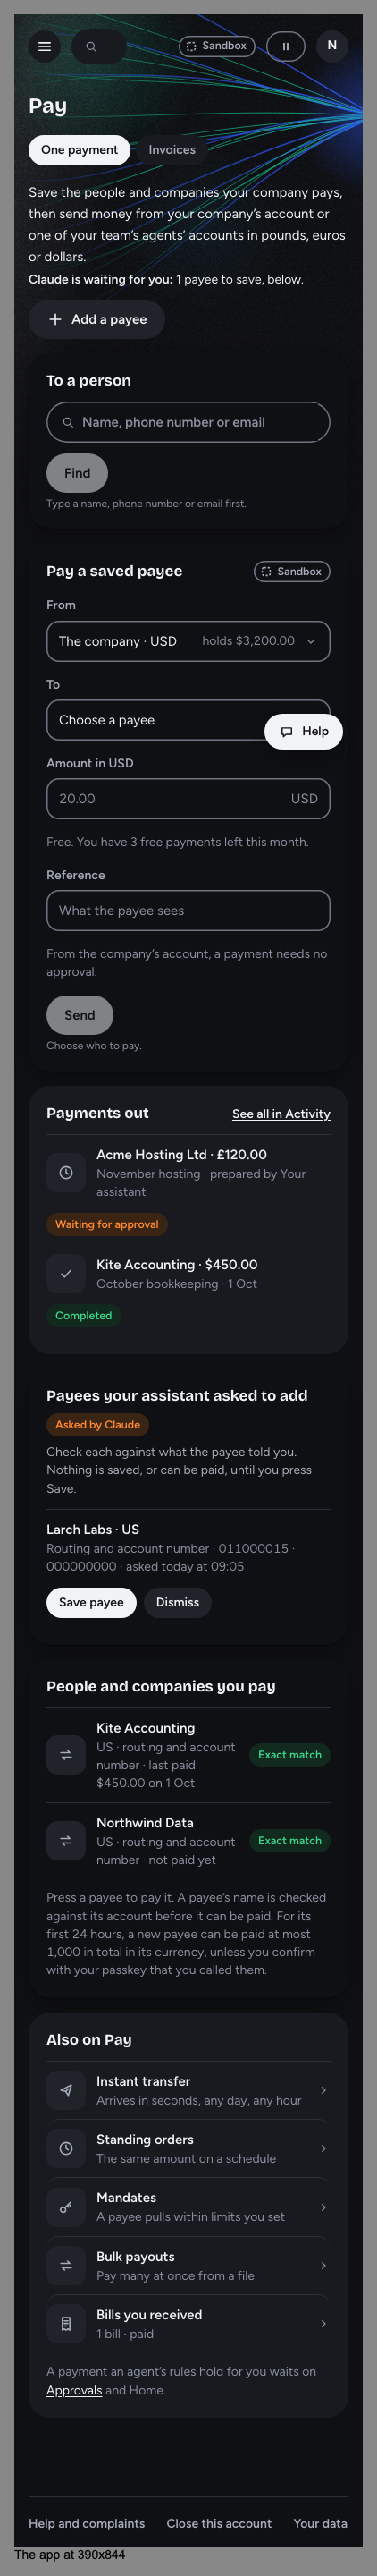 Sandbox
N
Pay
One payment
Invoices
Save the people and companies your company pays,
then send money from your company's account or
one of your team's agents' accounts in pounds, euros
or dollars.
Claude is waiting for you: 1 payee to save, below.
Add a payee
To a person
Name, phone number or email
Find
Type a name, phone number or email first.
Pay a saved payee
Sandbox
From
The company · USD
holds $3,200.00
To
Choose a payee
Help
Amount in USD
20.00
USD
Free. You have 3 free payments left this month.
Reference
What the payee sees
From the company's account, a payment needs no
approval.
Send
Choose who to pay.
Payments out
See all in Activity
Acme Hosting Ltd · £120.00
November hosting · prepared by Your
assistant
Waiting for approval
Kite Accounting · $450.00
October bookkeeping · 1 Oct
Completed
Payees your assistant asked to add
Asked by Claude
Check each against what the payee told you.
Nothing is saved, or can be paid, until you press
Save.
Larch Labs · US
Routing and account number · 011000015 ·
000000000 · asked today at 09:05
Save payee
Dismiss
People and companies you pay
Kite Accounting
US · routing and account
number · last paid
$450.00 on 1 Oct
Exact match
Northwind Data
US · routing and account
number · not paid yet
Exact match
Press a payee to pay it. A payee's name is checked
against its account before it can be paid. For its
first 24 hours, a new payee can be paid at most
1,000 in total in its currency, unless you confirm
with your passkey that you called them.
Also on Pay
Instant transfer
Arrives in seconds, any day, any hour
Standing orders
The same amount on a schedule
Mandates
A payee pulls within limits you set
Bulk payouts
Pay many at once from a file
Bills you received
1 bill · paid
A payment an agent's rules hold for you waits on
Approvals and Home.
Help and complaints
Close this account
Your data
The app at 390x844